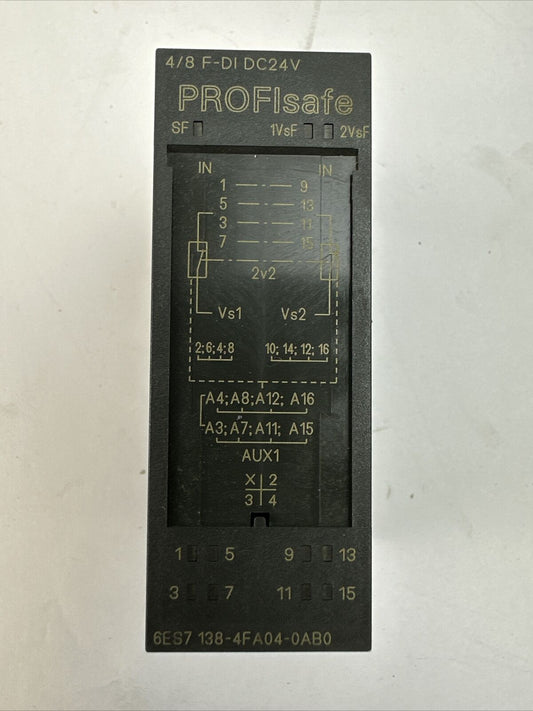 4/8 F-DI DC24V
PROFIsafe
SF 1VsF 2VsF
IN IN
1 9
5 13
3 11
7 15
2v2
Vs1 Vs2
2;6;4;8 10; 14; 12; 16
A4;A8;A12; A16
A3;A7;A11; A15
AUX1
X 2
3 4
1 5 9 13
3 7 11 15
6ES7 138-4FA04-0AB0